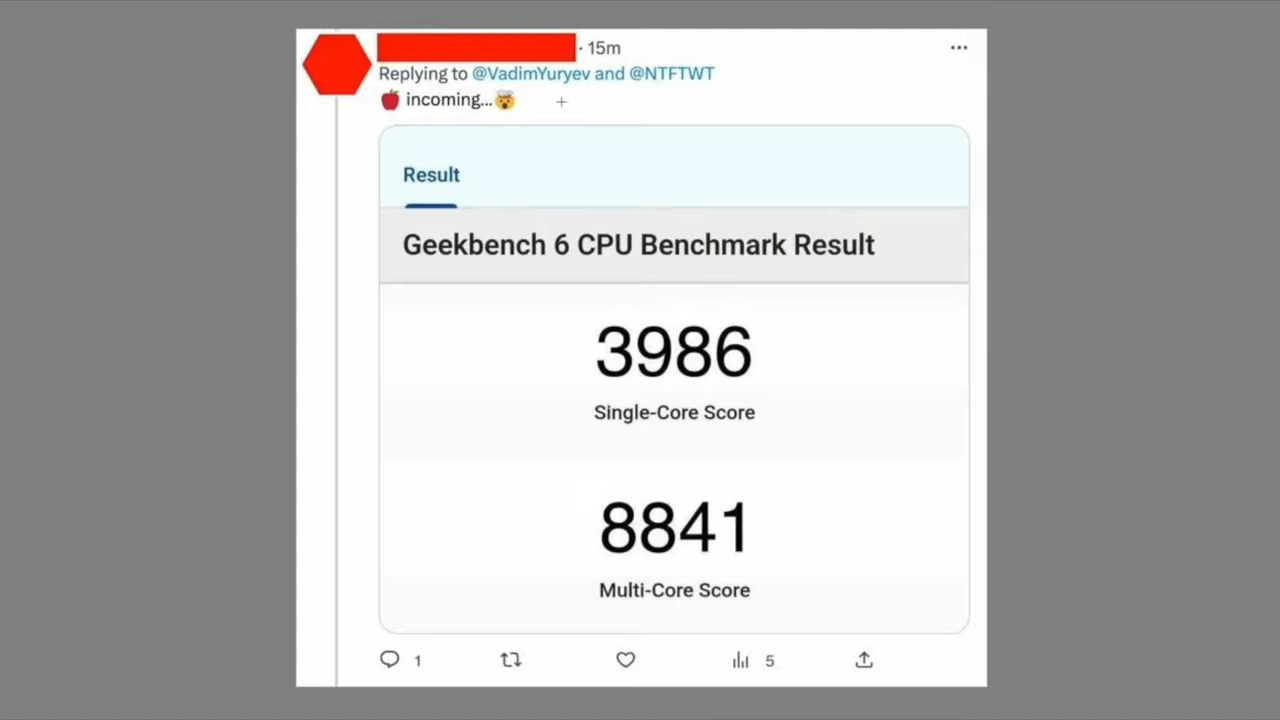 · 15m
Replying to @VadimYuryev and @NTFTWT
🍎 incoming...🤯
Result
Geekbench 6 CPU Benchmark Result
3986
Single-Core Score
8841
Multi-Core Score
1
5